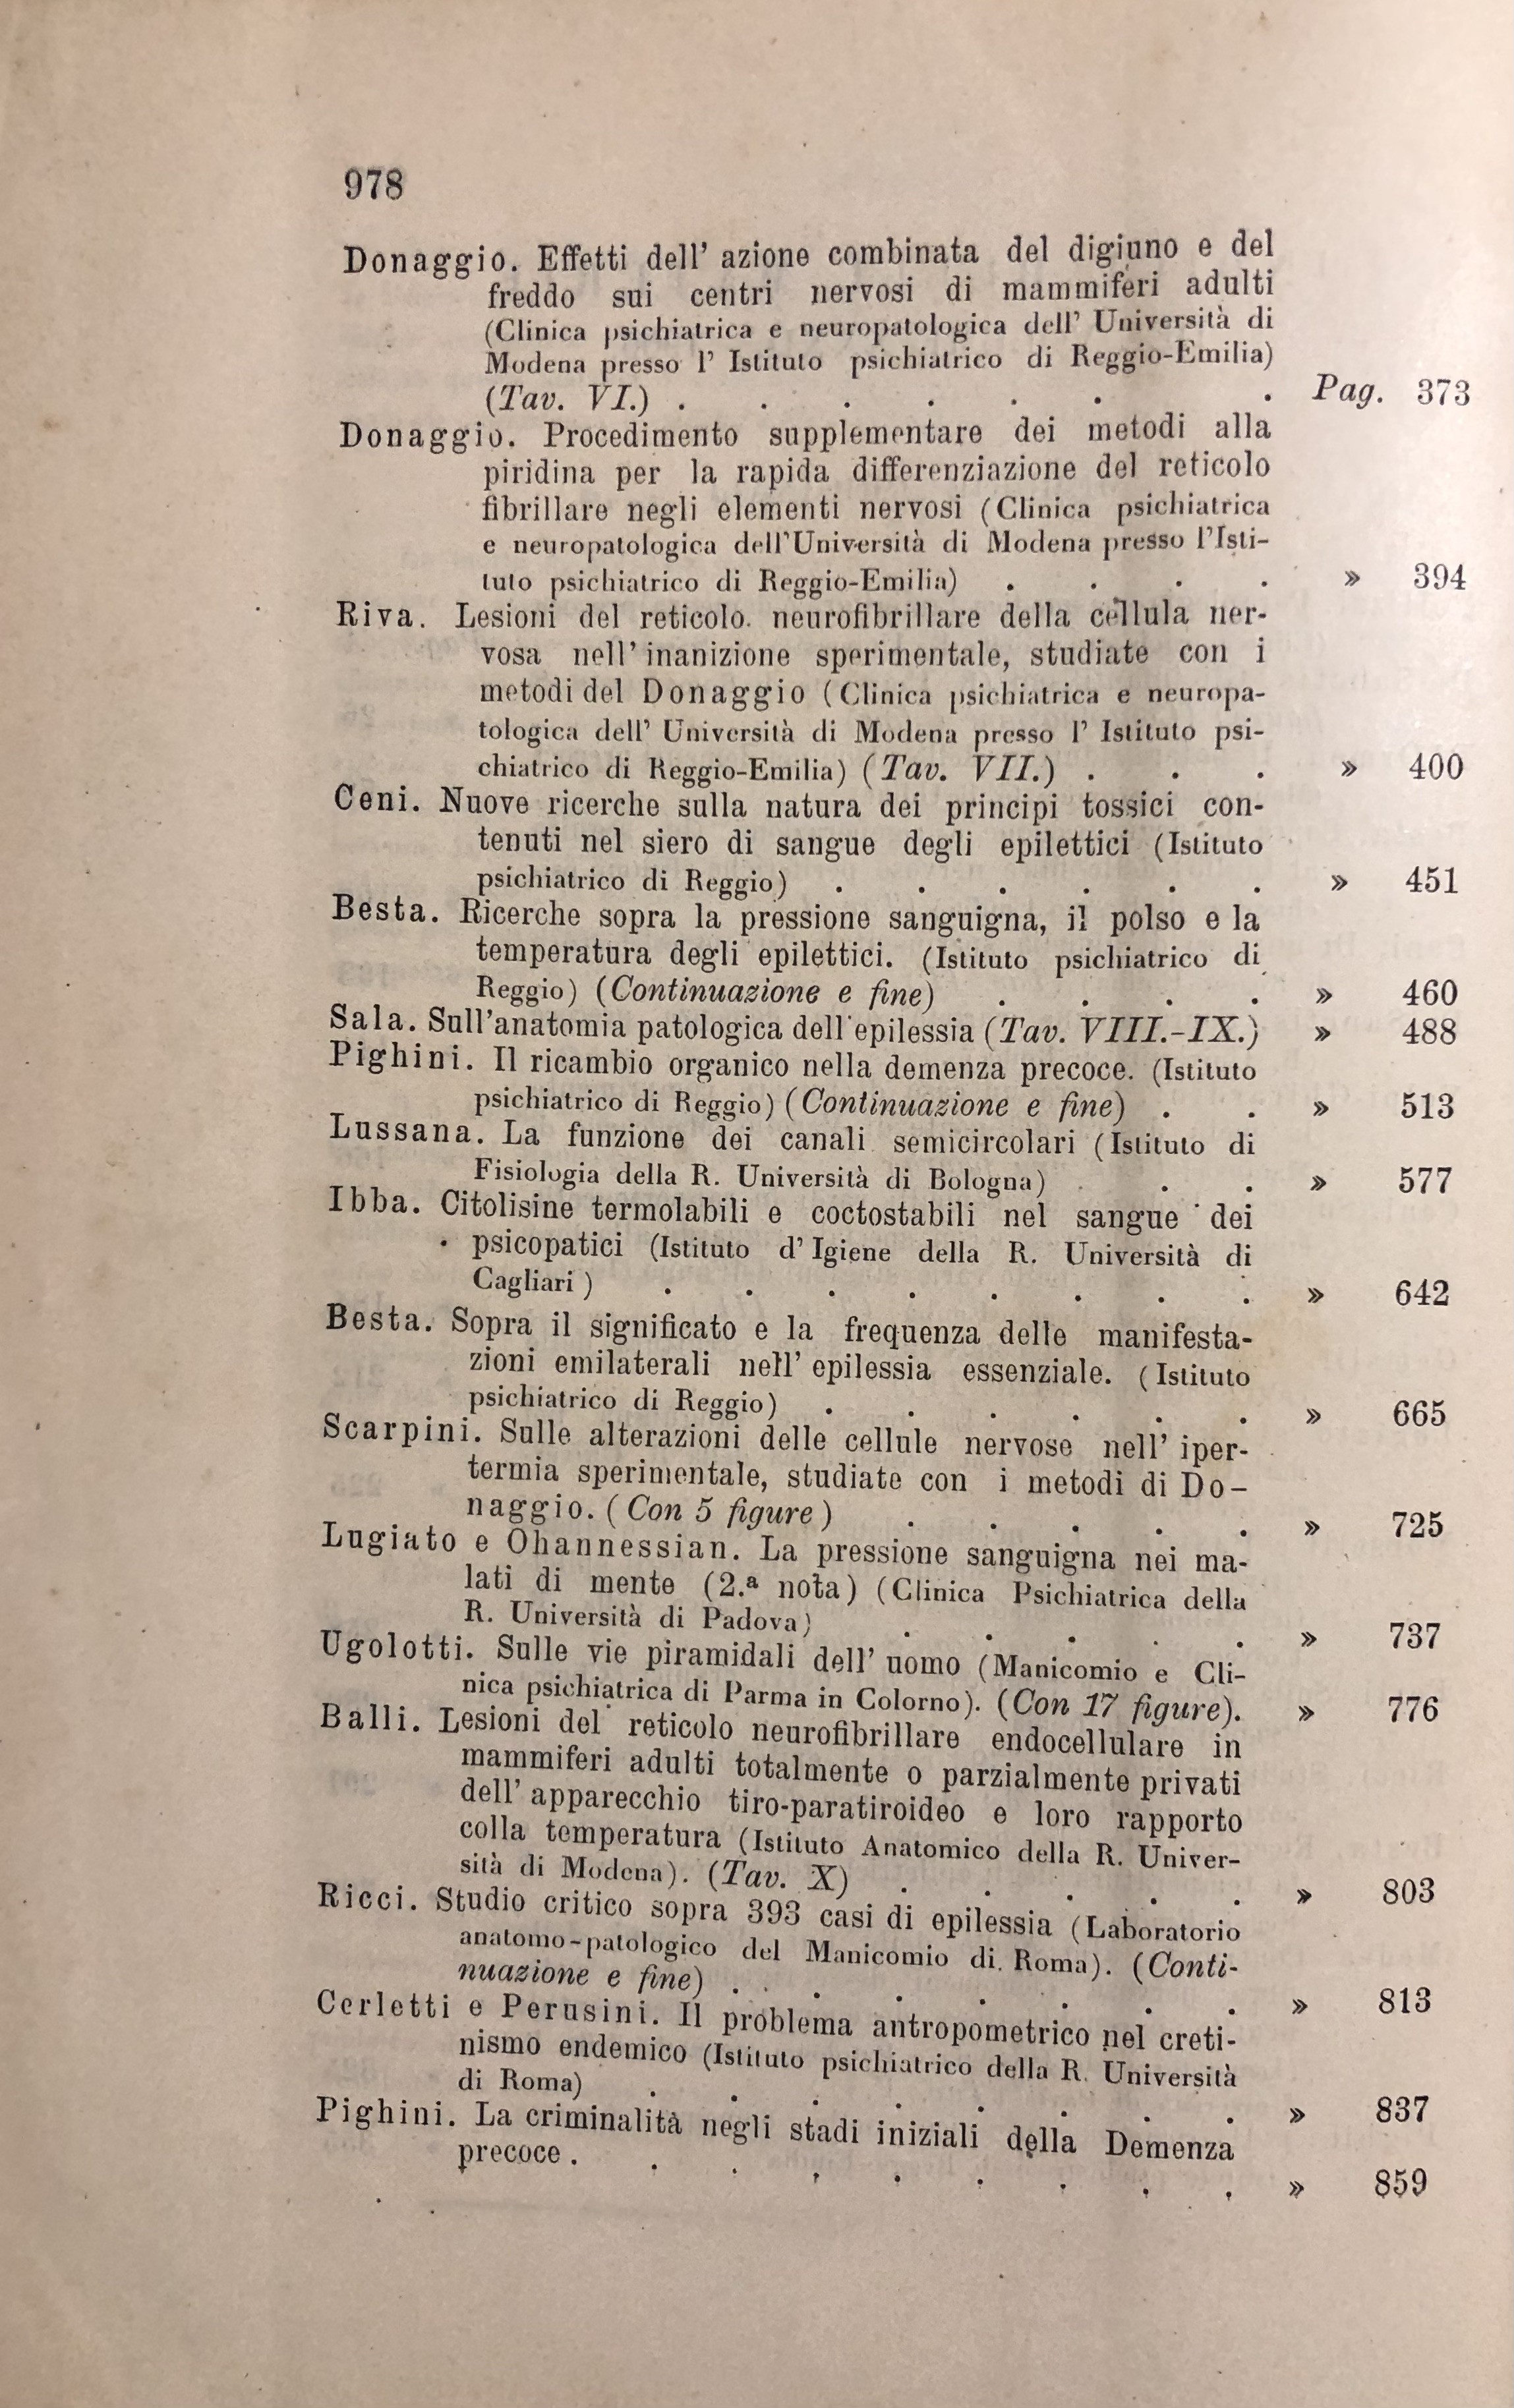 978
Donaggio. Effetti dell' azione combinata del digiuno e del
freddo sui centri nervosi di mammiferi adulti
(Clinica psichiatrica e neuropatologica dell' Università di
Modena presso l' Istituto psichiatrico di Reggio-Emilia)
(Tav. VI.) . . . . . . . Pag. 373
Donaggio. Procedimento supplementare dei metodi alla
piridina per la rapida differenziazione del reticolo
fibrillare negli elementi nervosi (Clinica psichiatrica
e neuropatologica dell'Università di Modena presso l'Isti-
tuto psichiatrico di Reggio-Emilia) . . . . » 394
Riva. Lesioni del reticolo neurofibrillare della cellula ner-
vosa nell' inanizione sperimentale, studiate con i
metodi del Donaggio (Clinica psichiatrica e neuropa-
tologica dell' Università di Modena presso l' Istituto psi-
chiatrico di Reggio-Emilia) (Tav. VII.) . . . » 400
Ceni. Nuove ricerche sulla natura dei principi tossici con-
tenuti nel siero di sangue degli epilettici (Istituto
psichiatrico di Reggio) . . . . . . » 451
Besta. Ricerche sopra la pressione sanguigna, il polso e la
temperatura degli epilettici. (Istituto psichiatrico di
Reggio) (Continuazione e fine) . . . . » 460
Sala. Sull'anatomia patologica dell'epilessia (Tav. VIII.-IX.) » 488
Pighini. Il ricambio organico nella demenza precoce. (Istituto
psichiatrico di Reggio) (Continuazione e fine) . . » 513
Lussana. La funzione dei canali semicircolari (Istituto di
Fisiologia della R. Università di Bologna) . . . » 577
Ibba. Citolisine termolabili e coctostabili nel sangue dei
psicopatici (Istituto d' Igiene della R. Università di
Cagliari ) . . . . . . . . » 642
Besta. Sopra il significato e la frequenza delle manifesta-
zioni emilaterali nell' epilessia essenziale. (Istituto
psichiatrico di Reggio) . . . . . . » 665
Scarpini. Sulle alterazioni delle cellule nervose nell' iper-
termia sperimentale, studiate con i metodi di Do-
naggio. (Con 5 figure) . . . . . » 725
Lugiato e Ohannessian. La pressione sanguigna nei ma-
lati di mente (2.ª nota) (Clinica Psichiatrica della
R. Università di Padova) . . . . . » 737
Ugolotti. Sulle vie piramidali dell' uomo (Manicomio e Cli-
nica psichiatrica di Parma in Colorno). (Con 17 figure). » 776
Balli. Lesioni del reticolo neurofibrillare endocellulare in
mammiferi adulti totalmente o parzialmente privati
dell' apparecchio tiro-paratiroideo e loro rapporto
colla temperatura (Istituto Anatomico della R. Univer-
sità di Modena). (Tav. X) . . . . . » 803
Ricci. Studio critico sopra 393 casi di epilessia (Laboratorio
anatomo-patologico del Manicomio di Roma). (Conti-
nuazione e fine) . . . . . . . » 813
Cerletti e Perusini. Il problema antropometrico nel creti-
nismo endemico (Istituto psichiatrico della R. Università
di Roma) . . . . . . . . » 837
Pighini. La criminalità negli stadi iniziali della Demenza
precoce . . . . . . . . . » 859